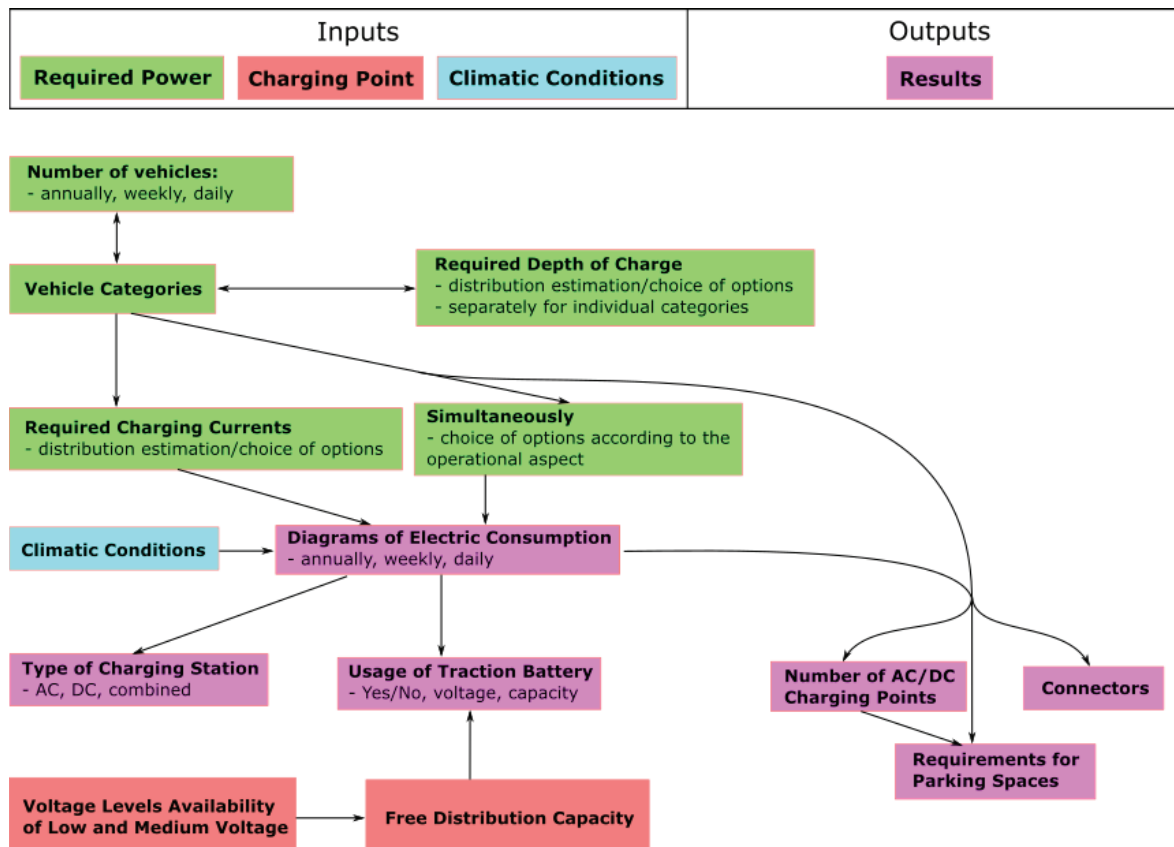 Inputs
Outputs
Required Power
Charging Point
Climatic Conditions
Results
Number of vehicles:
- annually, weekly, daily
Vehicle Categories
Required Depth of Charge
- distribution estimation/choice of options
- separately for individual categories
Required Charging Currents
- distribution estimation/choice of options
Simultaneously
- choice of options according to the
operational aspect
Climatic Conditions
Diagrams of Electric Consumption
- annually, weekly, daily
Type of Charging Station
- AC, DC, combined
Usage of Traction Battery
- Yes/No, voltage, capacity
Number of AC/DC
Charging Points
Connectors
Requirements for
Parking Spaces
Voltage Levels Availability
of Low and Medium Voltage
Free Distribution Capacity